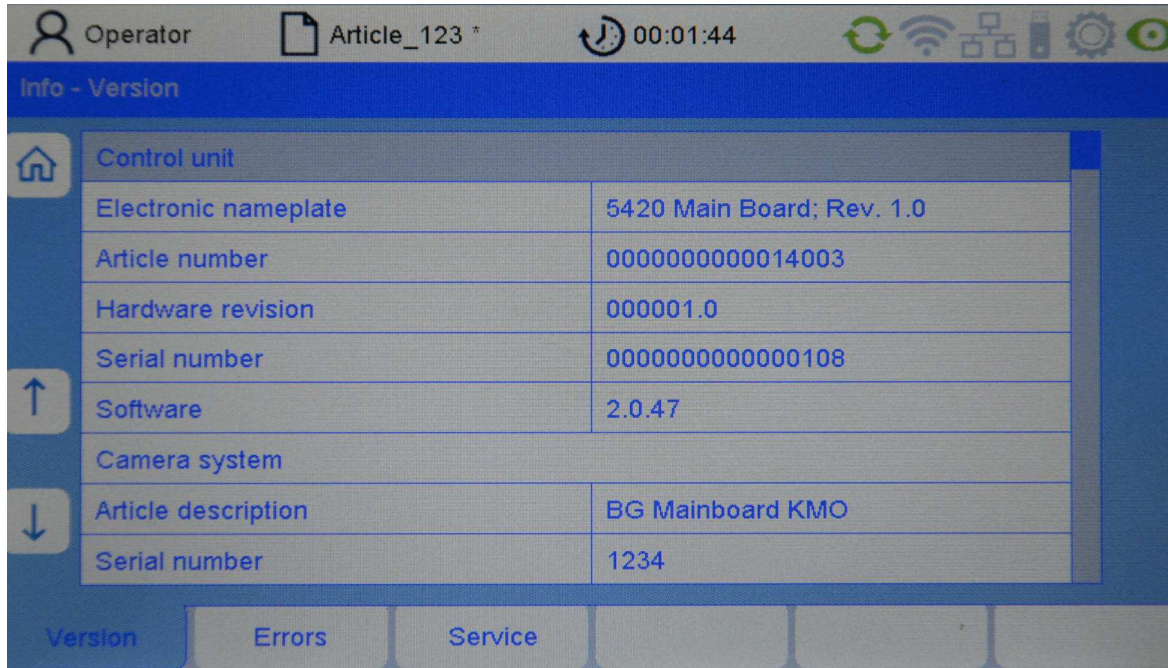 Operator Article_123 * 00:01:44
Info - Version
Control unit
Electronic nameplate 5420 Main Board; Rev. 1.0
Article number 0000000000014003
Hardware revision 000001.0
Serial number 0000000000000108
Software 2.0.47
Camera system
Article description BG Mainboard KMO
Serial number 1234
Version Errors Service